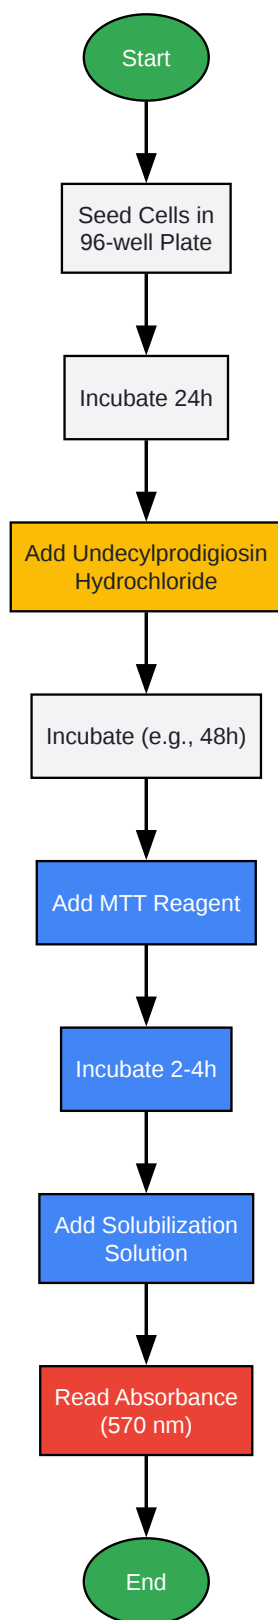 Start
Seed Cells in
96-well Plate
Incubate 24h
Add Undecylprodigiosin
Hydrochloride
Incubate (e.g., 48h)
Add MTT Reagent
Incubate 2-4h
Add Solubilization
Solution
Read Absorbance
(570 nm)
End